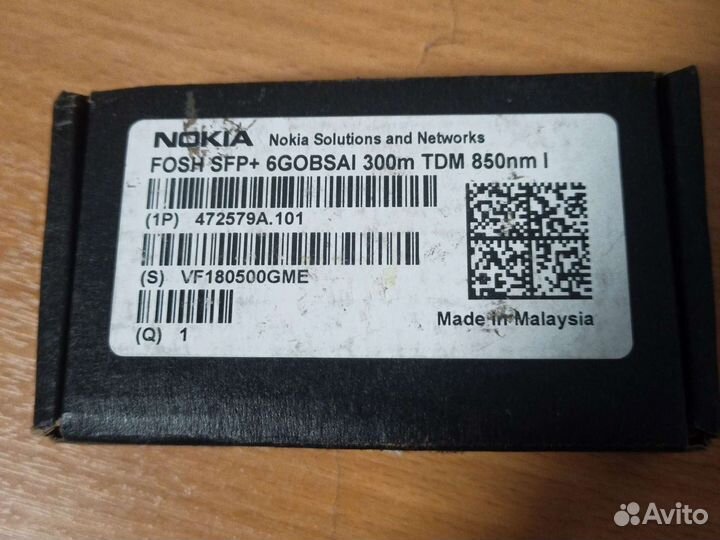 NOKIA Nokia Solutions and Networks
FOSH SFP+ 6GOBSAI 300m TDM 850nm I
(1P) 472579A.101
(S) VF180500GME
(Q) 1
Made In Malaysia
Avito